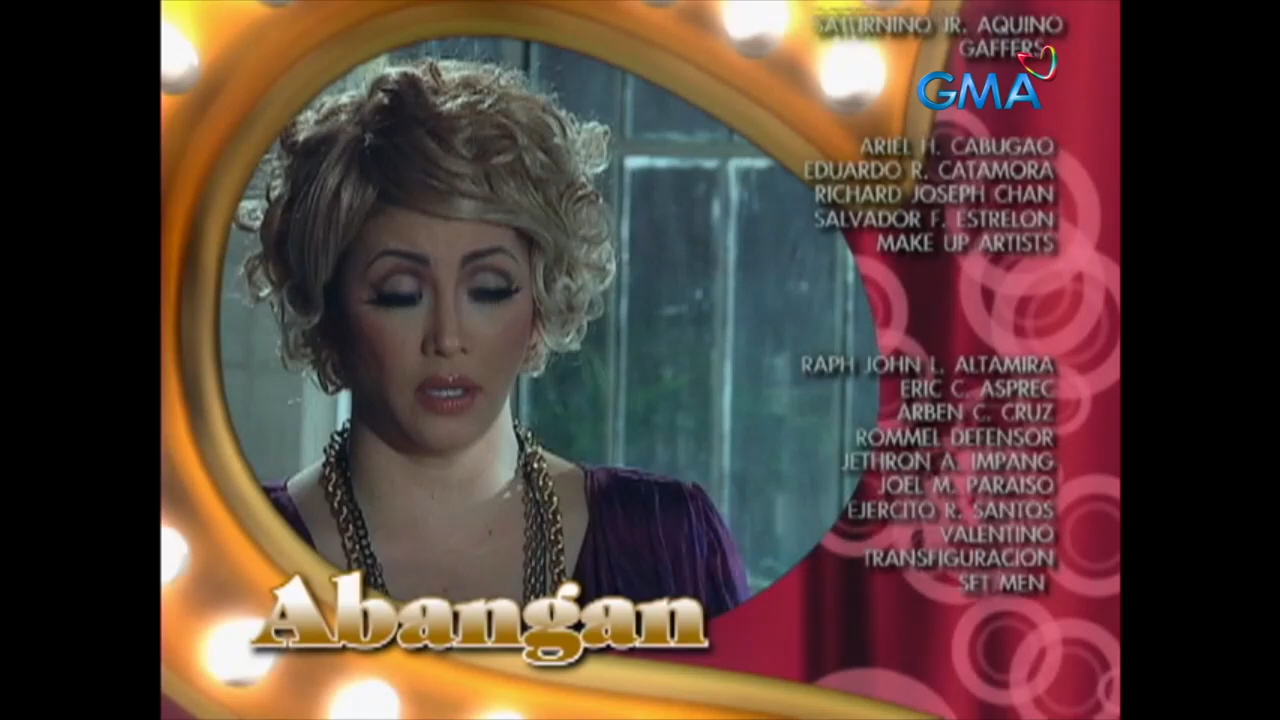 SATURNINO JR. AQUINO
GAFFERS
GMA
ARIEL H. CABUGAO
EDUARDO R. CATAMORA
RICHARD JOSEPH CHAN
SALVADOR F. ESTRELON
MAKE UP ARTISTS
RAPH JOHN L. ALTAMIRA
ERIC C. ASPREC
ARBEN C. CRUZ
ROMMEL DEFENSOR
JETHRON A. IMPANG
JOEL M. PARAISO
EJERCITO R. SANTOS
VALENTINO
TRANSFIGURACION
SET MEN
Abangan